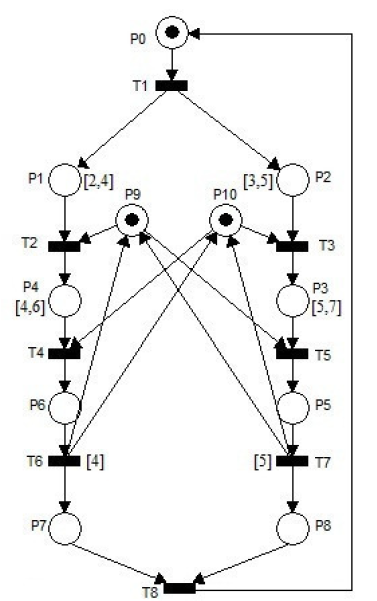 P0
T1
P1 [2,4] [3,5] P2
P9 P10
T2 T3
P4 P3
[4,6] [5,7]
T4 T5
P6 P5
T6 [4] [5] T7
P7 P8
T8